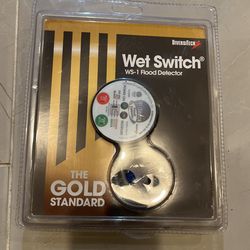 DIVERSITECH
Wet Switch®
WS-1 Flood Detector
THE
GOLD
STANDARD